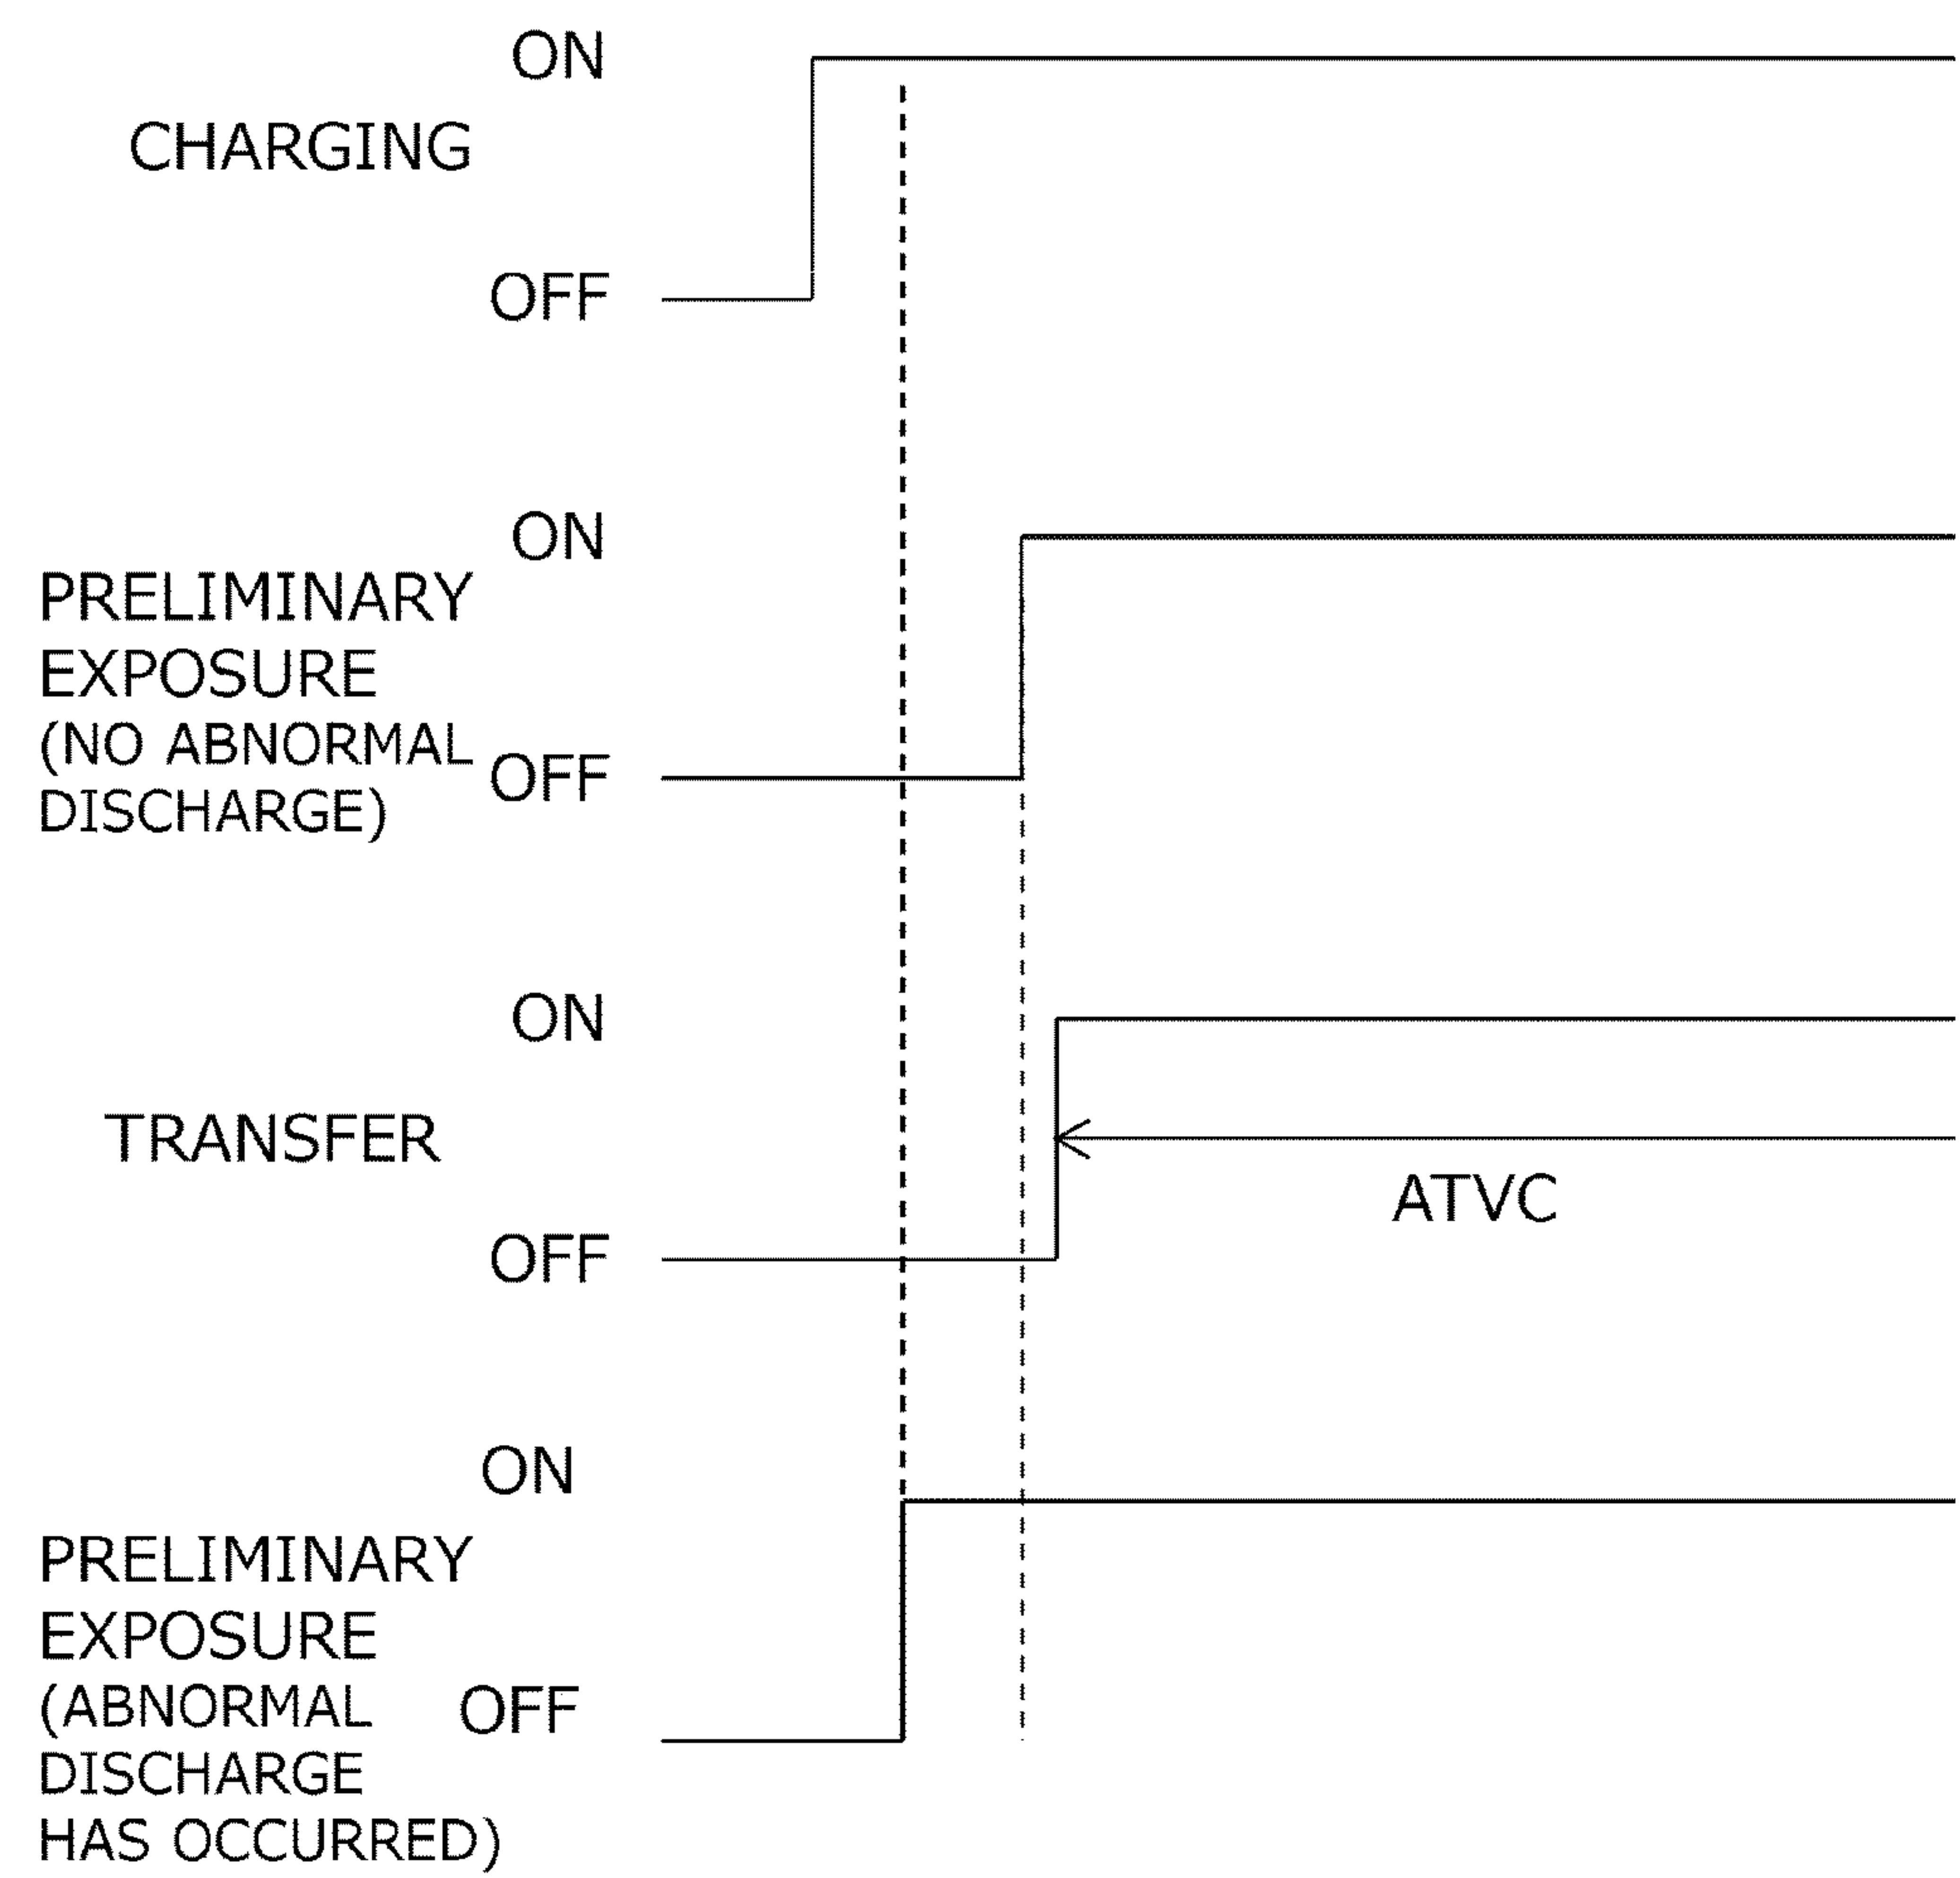 ON
CHARGING
OFF
ON
PRELIMINARY
EXPOSURE
(NO ABNORMAL
OFF
DISCHARGE)
ON
TRANSFER
ATVC
OFF
ON
PRELIMINARY
EXPOSURE
(ABNORMAL
OFF
DISCHARGE
HAS OCCURRED)